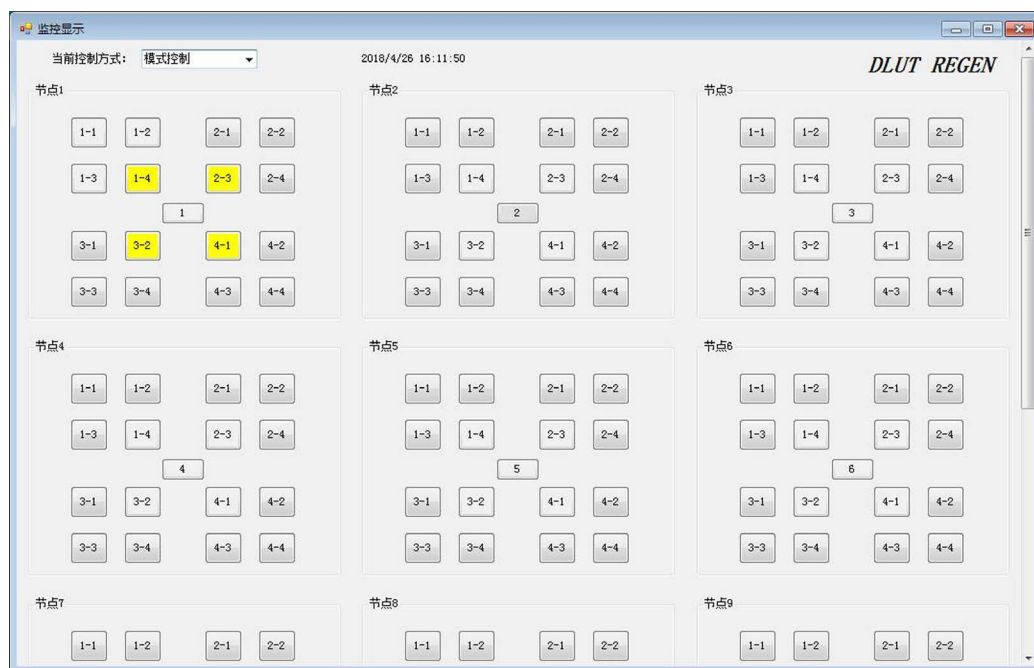 监控显示
当前控制方式: 模式控制 2018/4/26 16:11:50 DLUT REGEN
节点1 节点2 节点3
1-1 1-2 2-1 2-2 1-1 1-2 2-1 2-2 1-1 1-2 2-1 2-2
1-3 1-4 2-3 2-4 1-3 1-4 2-3 2-4 1-3 1-4 2-3 2-4
1 2 3
3-1 3-2 4-1 4-2 3-1 3-2 4-1 4-2 3-1 3-2 4-1 4-2
3-3 3-4 4-3 4-4 3-3 3-4 4-3 4-4 3-3 3-4 4-3 4-4
节点4 节点5 节点6
1-1 1-2 2-1 2-2 1-1 1-2 2-1 2-2 1-1 1-2 2-1 2-2
1-3 1-4 2-3 2-4 1-3 1-4 2-3 2-4 1-3 1-4 2-3 2-4
4 5 6
3-1 3-2 4-1 4-2 3-1 3-2 4-1 4-2 3-1 3-2 4-1 4-2
3-3 3-4 4-3 4-4 3-3 3-4 4-3 4-4 3-3 3-4 4-3 4-4
节点7 节点8 节点9
1-1 1-2 2-1 2-2 1-1 1-2 2-1 2-2 1-1 1-2 2-1 2-2